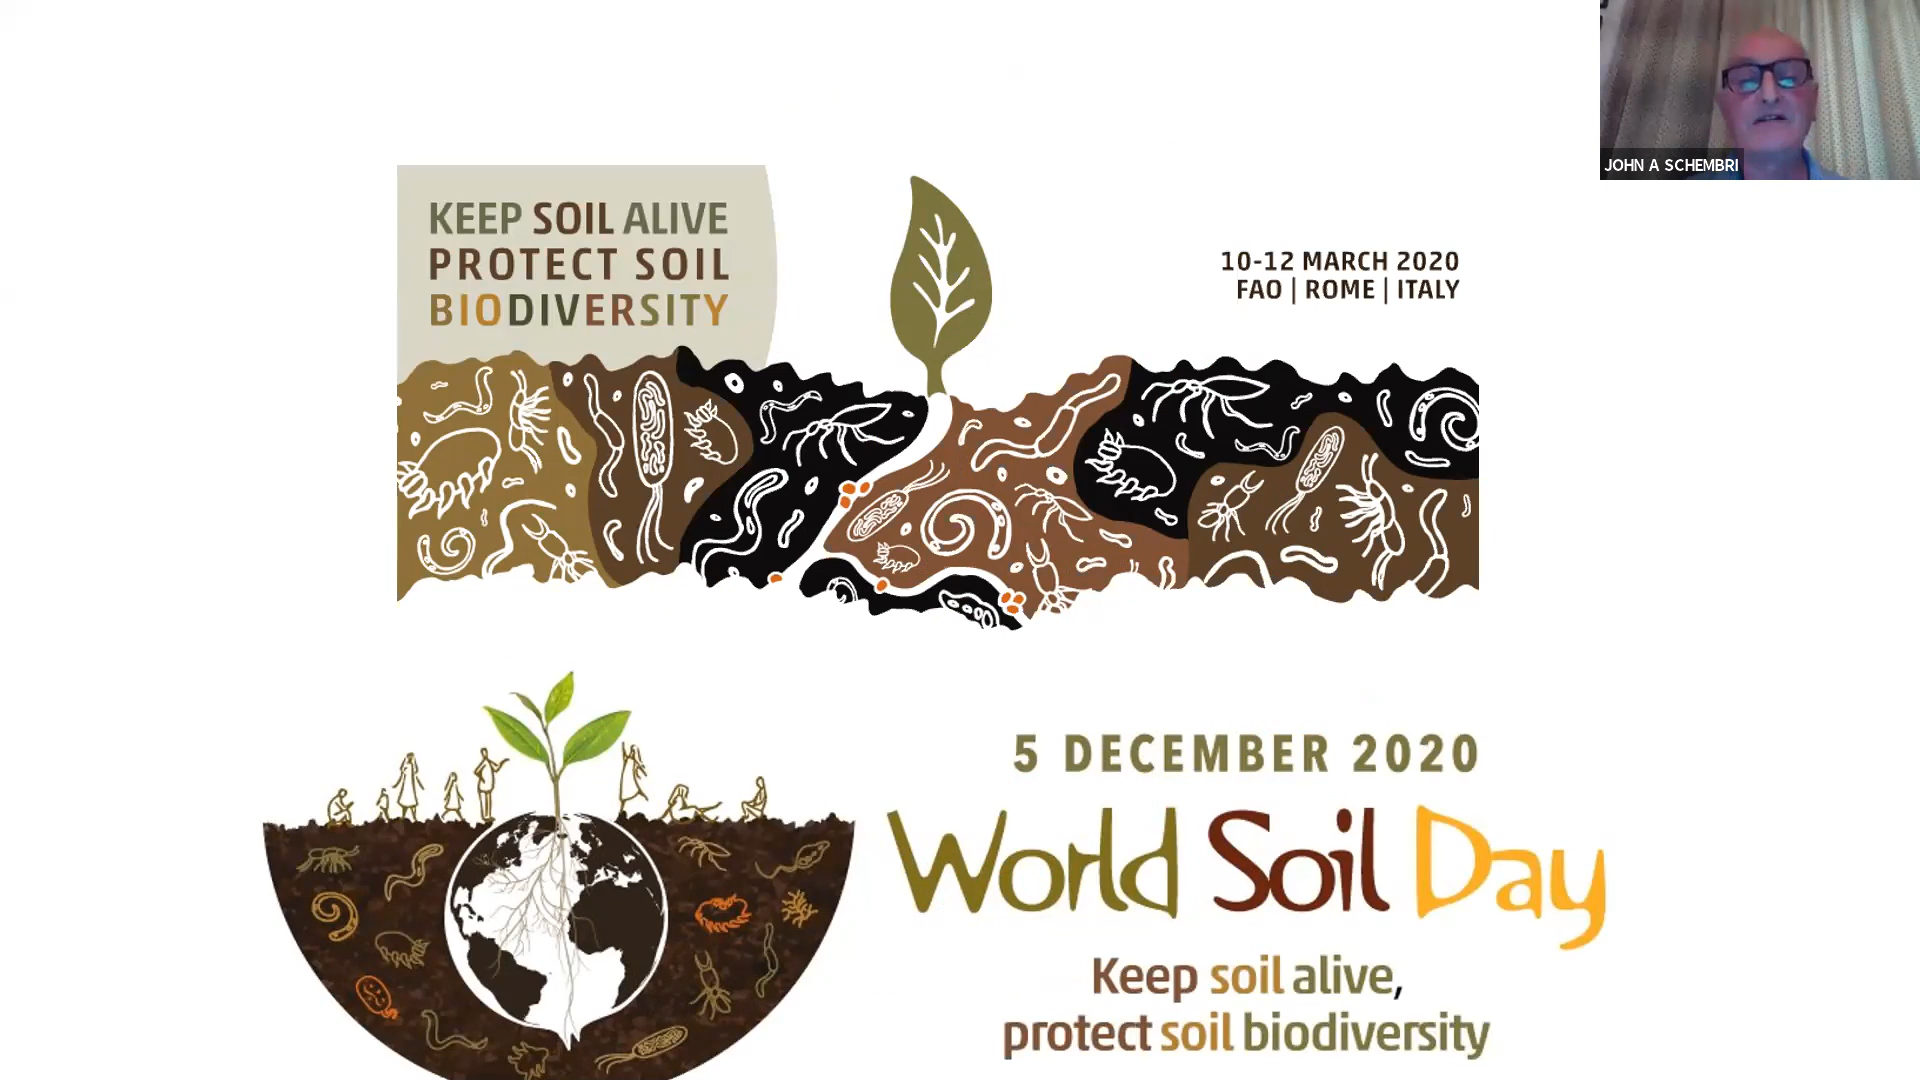 KEEP SOIL ALIVE
PROTECT SOIL
BIODIVERSITY
10-12 MARCH 2020
FAO | ROME | ITALY
JOHN A SCHEMBRI
5 DECEMBER 2020
World Soil Day
Keep soil alive,
protect soil biodiversity